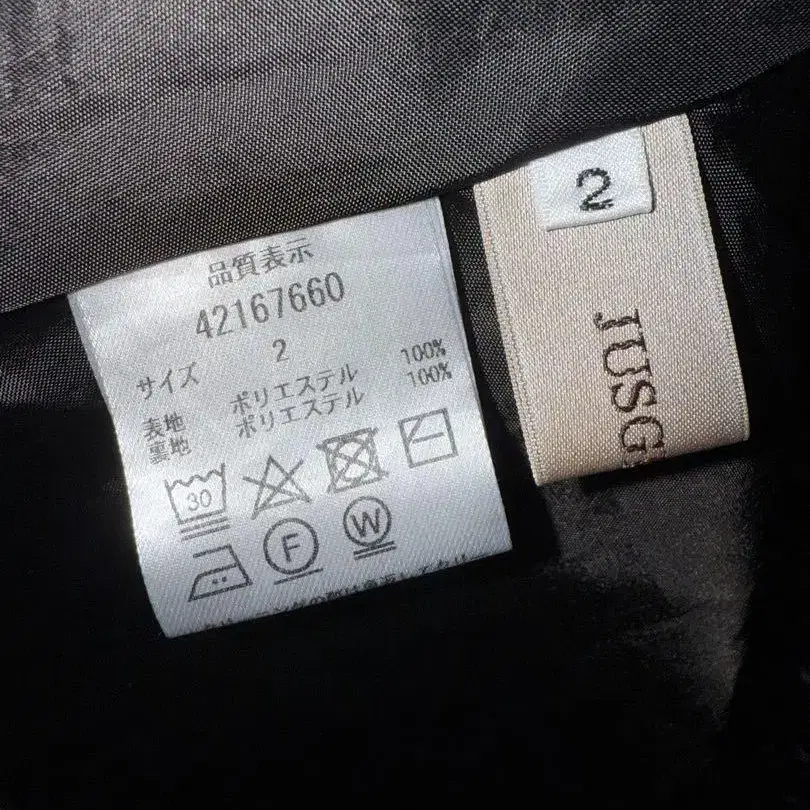 品質表示
42167660
サイズ 2
表地 ポリエステル 100%
裏地 ポリエステル 100%
30
F
W
2
JUSG